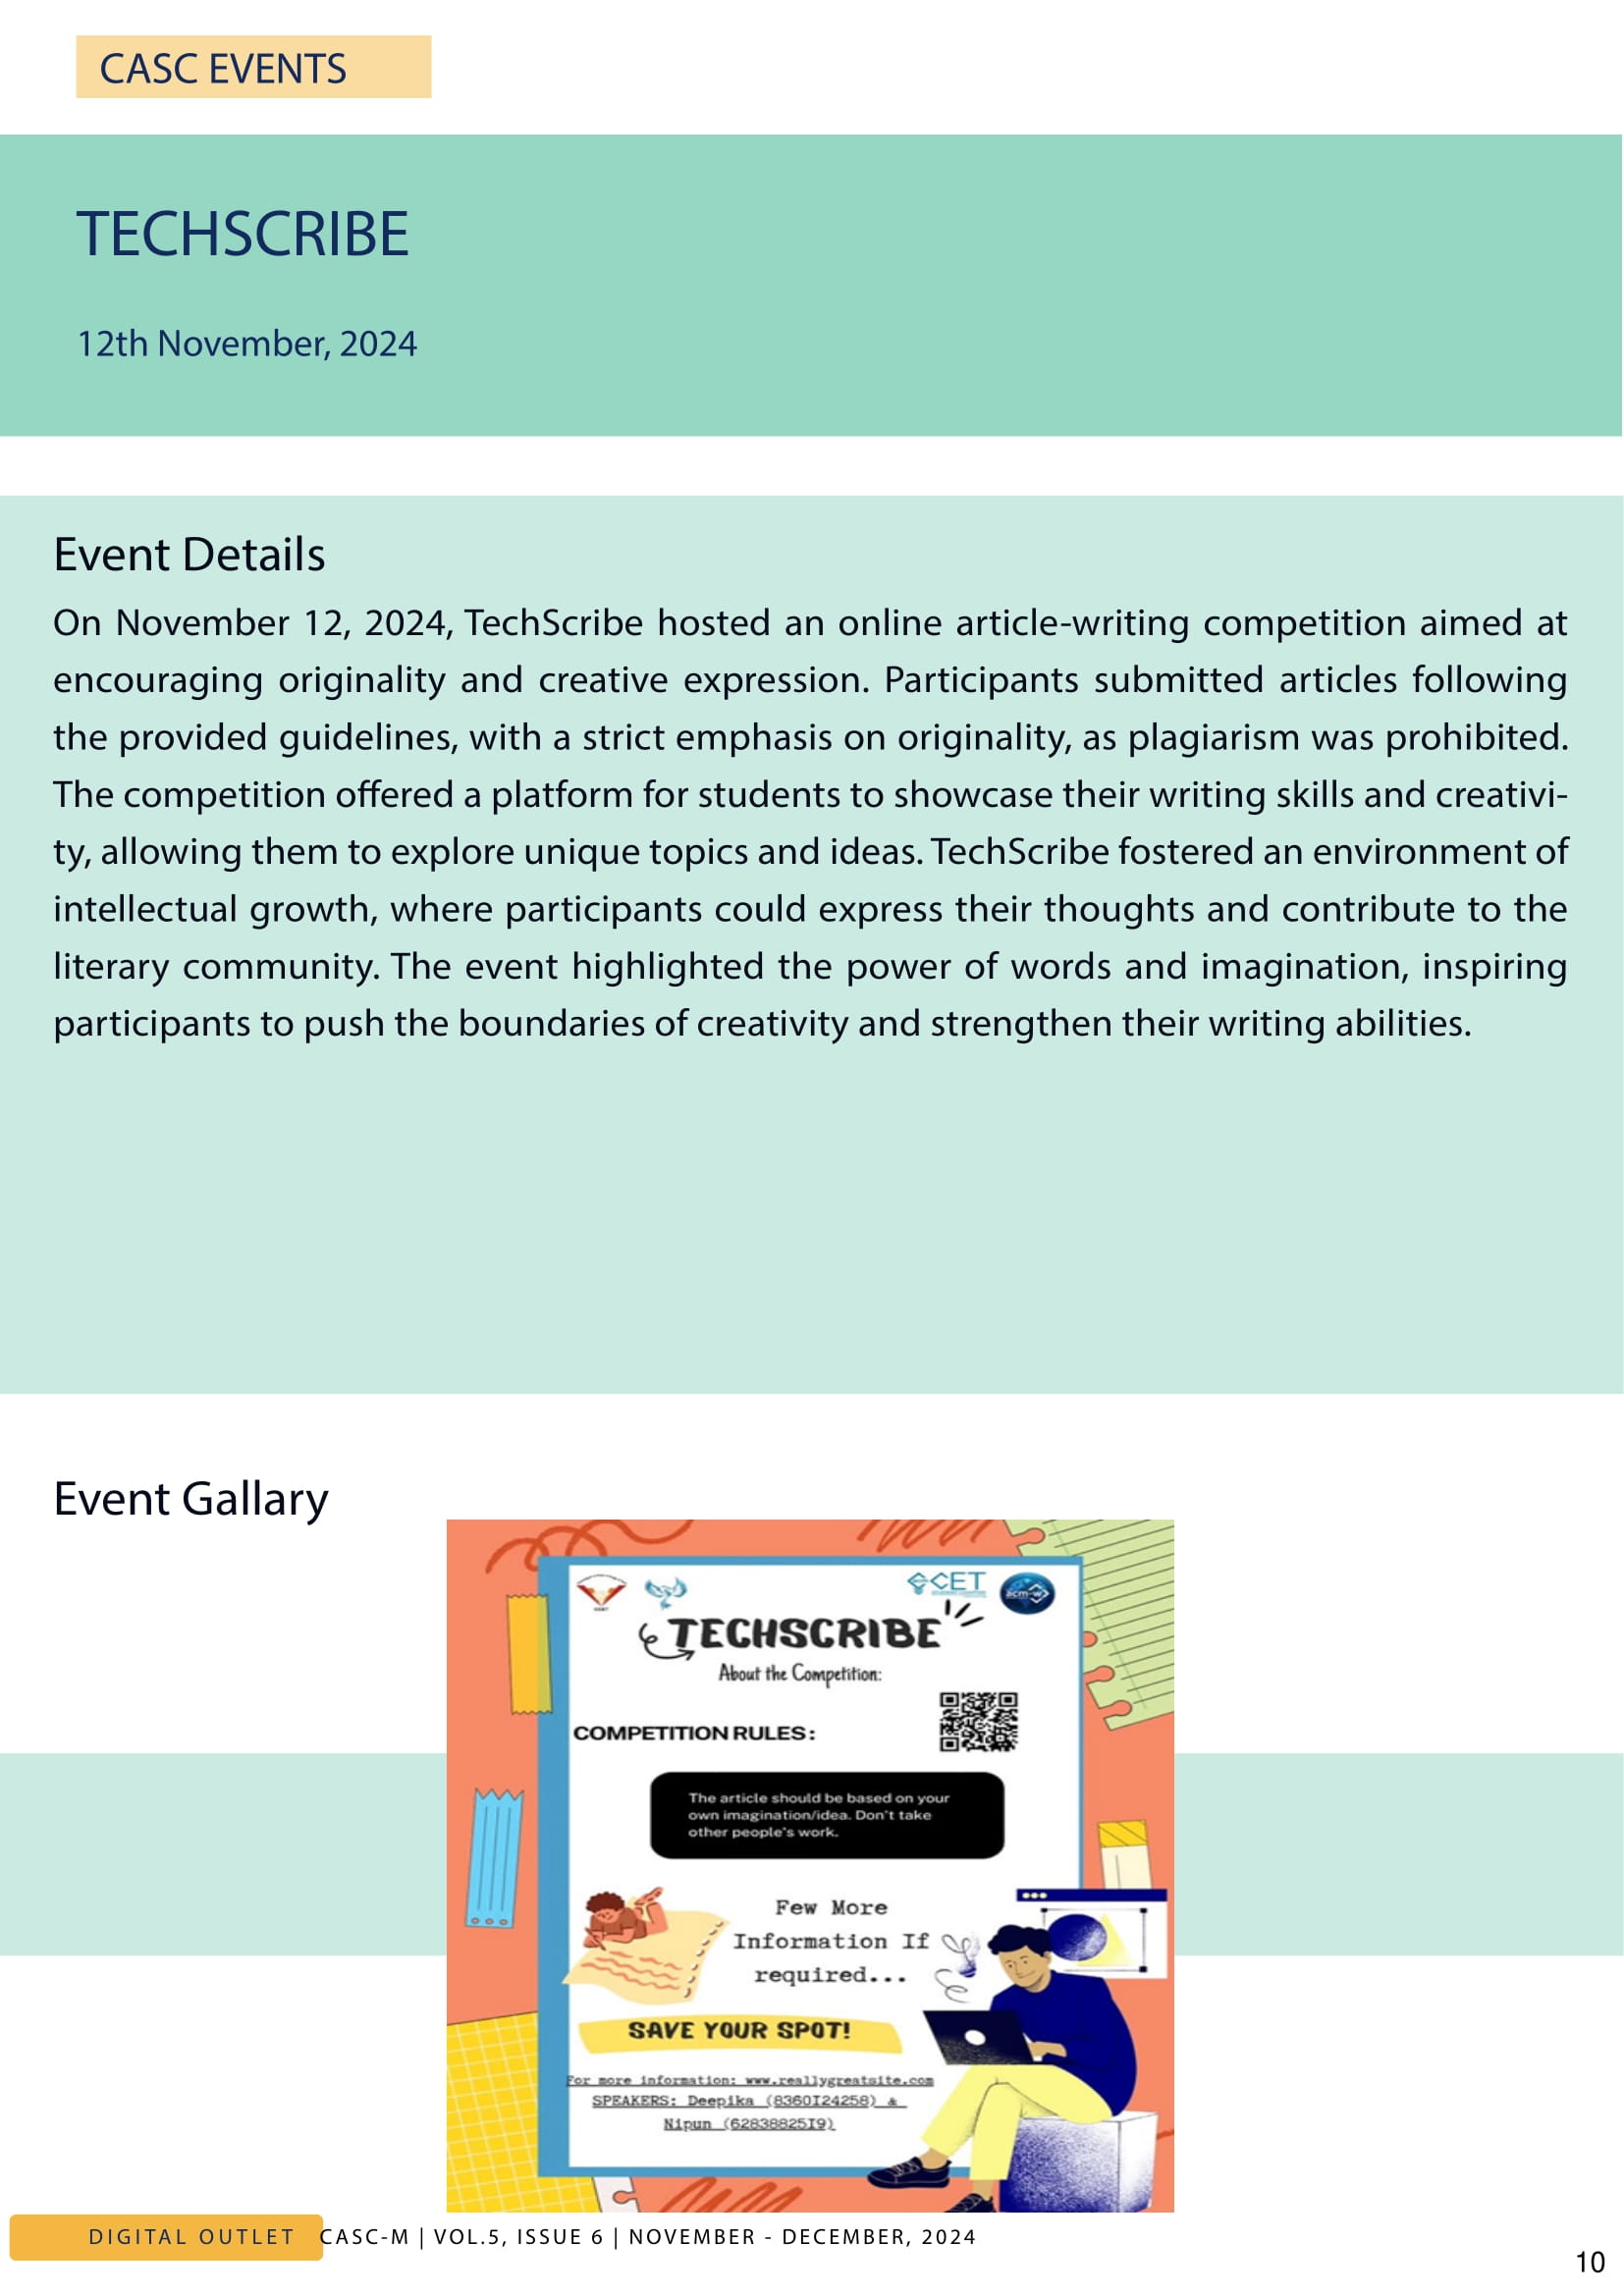 CASC EVENTS
TECHSCRIBE
12th November, 2024
Event Details
On November 12, 2024, TechScribe hosted an online article-writing competition aimed at
encouraging originality and creative expression. Participants submitted articles following
the provided guidelines, with a strict emphasis on originality, as plagiarism was prohibited.
The competition offered a platform for students to showcase their writing skills and creativi-
ty, allowing them to explore unique topics and ideas. TechScribe fostered an environment of
intellectual growth, where participants could express their thoughts and contribute to the
literary community. The event highlighted the power of words and imagination, inspiring
participants to push the boundaries of creativity and strengthen their writing abilities.
Event Gallary
CET
acm-w
TECHSCRIBE
About the Competition:
COMPETITION RULES:
The article should be based on your
own imagination/idea. Don't take
other people's work.
Few More
Information If
required...
SAVE YOUR SPOT!
For more information: www.reallygreatsite.com
SPEAKERS: Deepika (8360124258) &
Nipun (6283882519)
DIGITAL OUTLET CASC-M | VOL.5, ISSUE 6 | NOVEMBER - DECEMBER, 2024
10